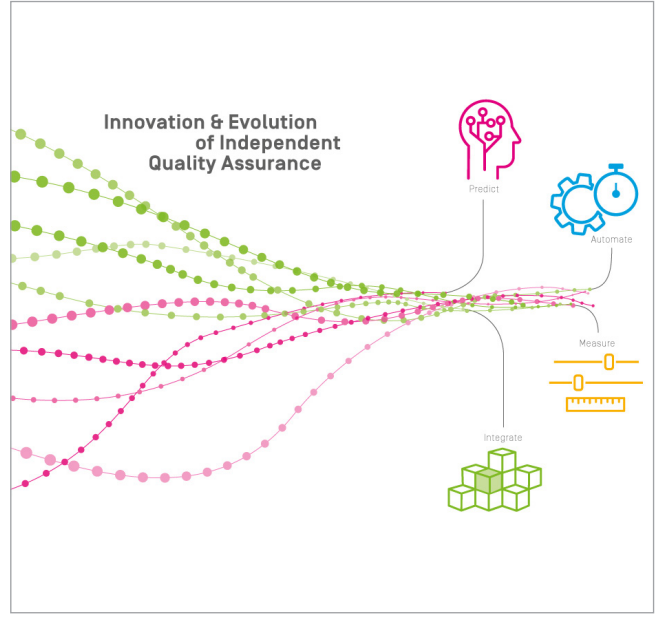 Innovation & Evolution
of Independent
Quality Assurance
Predict
Automate
Measure
Integrate